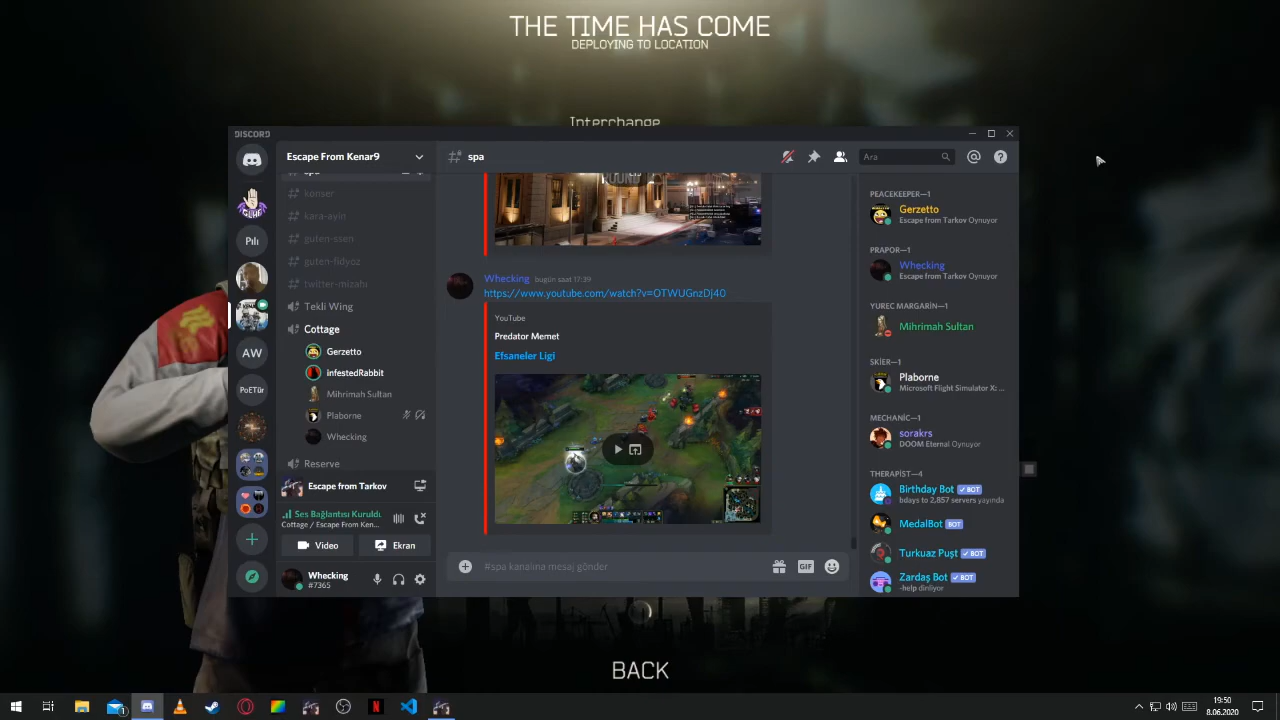 THE TIME HAS COME
DEPLOYING TO LOCATION
Interchange
DISCORD
Escape From Kenar9
spa
Ara
spa
konser
kara-ayin
guten-ssen
guten-fidyoz
twitter-mizahı
Tekli Wing
Cottage
Gerzetto
infestedRabbit
Mihrimah Sultan
Plaborne
Whecking
Reserve
Pılı
AW
PoETür
Escape from Tarkov
Ses Bağlantısı Kuruldu
Cottage / Escape From Ken...
Video
Ekran
Whecking
#7365
Whecking bugün saat 17:39
https://www.youtube.com/watch?v=OTWUGnzDj40
YouTube
Predator Memet
Efsaneler Ligi
#spa kanalına mesaj gönder
GIF
PEACEKEEPER—1
Gerzetto
Escape from Tarkov Oynuyor
PRAPOR—1
Whecking
Escape from Tarkov Oynuyor
YUREC MARGARİN—1
Mihrimah Sultan
SKİER—1
Plaborne
Microsoft Flight Simulator X: ...
MECHANİC—1
sorakrs
DOOM Eternal Oynuyor
THERAPİST—4
Birthday Bot BOT
bdays to 2,857 servers yayında
MedalBot BOT
Turkuaz Puşt BOT
Zardaş Bot BOT
-help dinliyor
BACK
19:50
8.06.2020